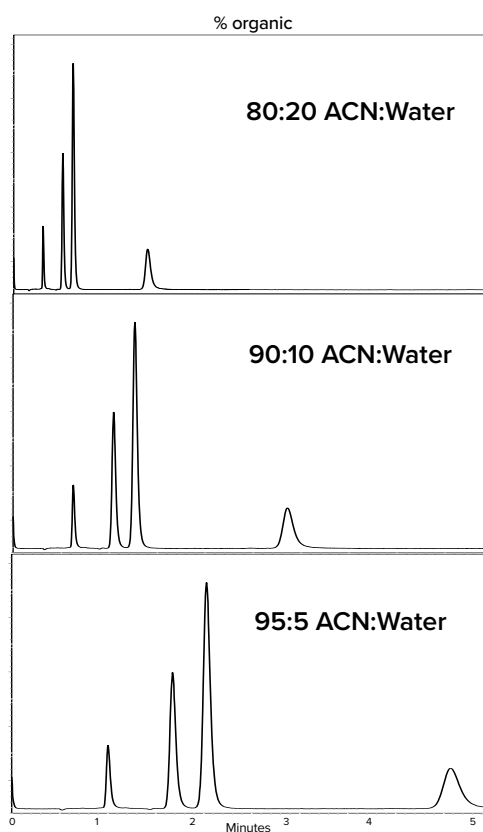 % organic
80:20 ACN:Water
90:10 ACN:Water
95:5 ACN:Water
0 1 2 3 4 5
Minutes